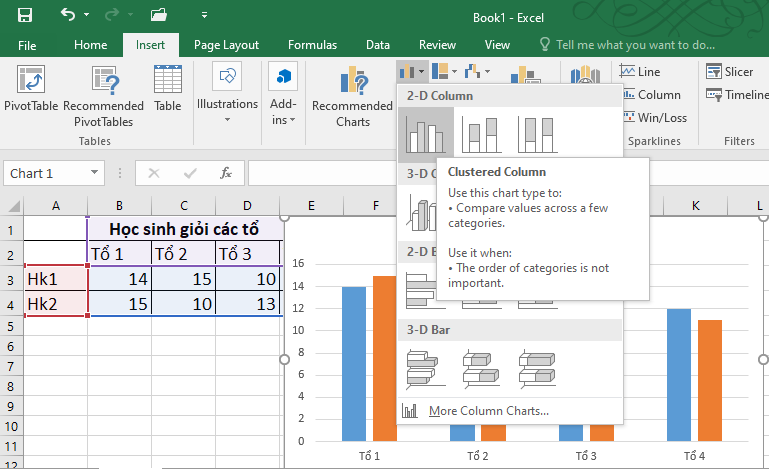 Book1 - Excel
File Home Insert Page Layout Formulas Data Review View Tell me what you want to do...
PivotTable Recommended PivotTables Table
Tables
Illustrations
Add-ins
Recommended Charts
Line
Column
Win/Loss
Sparklines
Slicer
Timeline
Filters
2-D Column
Clustered Column
Use this chart type to:
• Compare values across a few
categories.
Use it when:
• The order of categories is not
important.
3-D C
2-D B
3-D Bar
More Column Charts...
Chart 1 fx
A B C D E F K L
1 Học sinh giỏi các tổ
2 Tổ 1 Tổ 2 Tổ 3
3 Hk1 14 15 10
4 Hk2 15 10 13
5
6
7
8
9
10
11
12
16
14
12
10
8
6
4
2
0
Tổ 1 Tổ 2 Tổ 3 Tổ 4